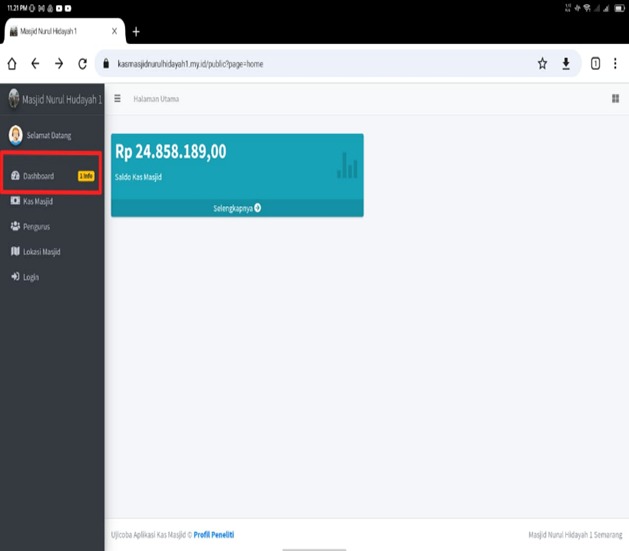 11.21 PM
Masjid Nurul Hidayah 1
kasmasjidnurulhidayah1.my.id/public?page=home
1
Masjid Nurul Hudayah 1
Halaman Utama
Selamat Datang
Dashboard
1 Info
Kas Masjid
Pengurus
Lokasi Masjid
Login
Rp 24.858.189,00
Saldo Kas Masjid
Selengkapnya
Ujicoba Aplikasi Kas Masjid © Profil Peneliti
Masjid Nurul Hidayah 1 Semarang